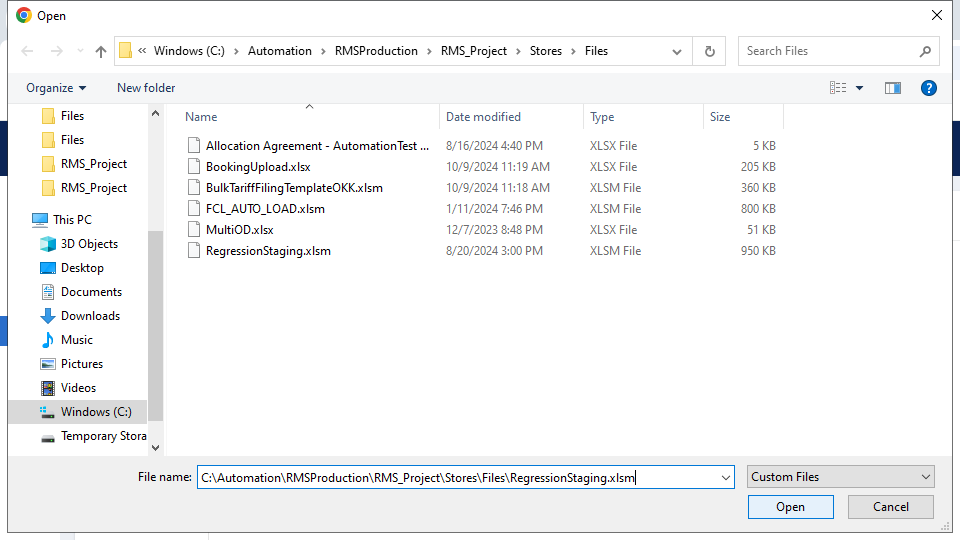 Open
« Windows (C:) › Automation › RMSProduction › RMS_Project › Stores › Files
Search Files
Organize New folder
Files
Files
RMS_Project
RMS_Project
This PC
3D Objects
Desktop
Documents
Downloads
Music
Pictures
Videos
Windows (C:)
Temporary Stora
Name Date modified Type Size
Allocation Agreement - AutomationTest ... 8/16/2024 4:40 PM XLSX File 5 KB
BookingUpload.xlsx 10/9/2024 11:19 AM XLSX File 205 KB
BulkTariffFilingTemplateOKK.xlsm 10/9/2024 11:18 AM XLSM File 360 KB
FCL_AUTO_LOAD.xlsm 1/11/2024 7:46 PM XLSM File 800 KB
MultiOD.xlsx 12/7/2023 8:48 PM XLSX File 51 KB
RegressionStaging.xlsm 8/20/2024 3:00 PM XLSM File 950 KB
File name: C:\Automation\RMSProduction\RMS_Project\Stores\Files\RegressionStaging.xlsm Custom Files
Open Cancel